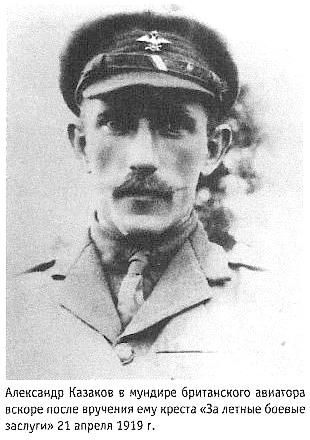 Александр Казаков в мундире британского авиатора
вскоре после вручения ему креста «За летные боевые
заслуги» 21 апреля 1919 г.